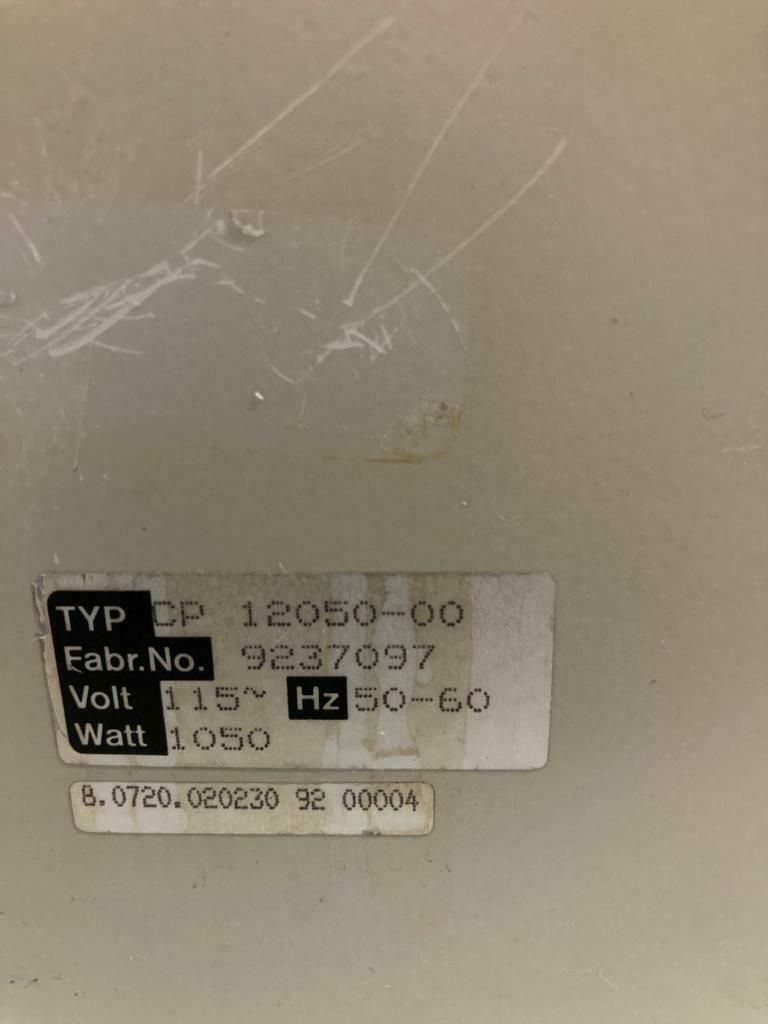 TYP CP 12050-00
Fabr.No. 9237097
Volt 115~ Hz 50-60
Watt 1050
8.0720.020230 92 00004